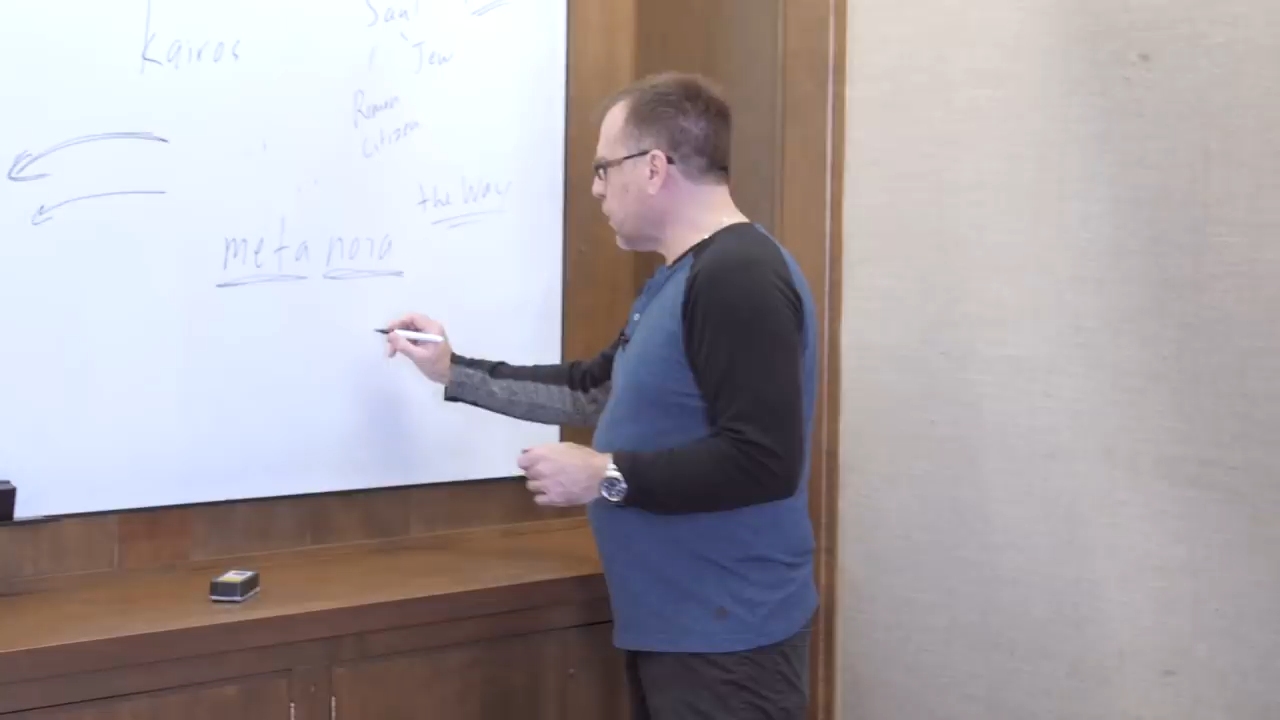 Saul
Kairos
Jew
Roman
citizen
the Way
meta noia